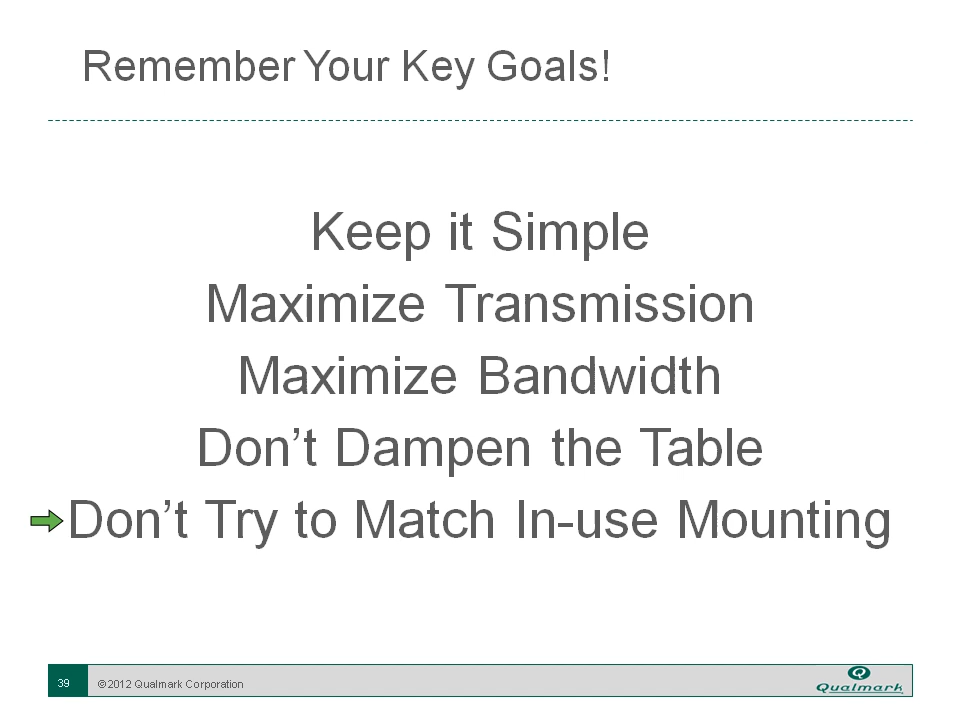 Remember Your Key Goals!
Keep it Simple
Maximize Transmission
Maximize Bandwidth
Don’t Dampen the Table
Don’t Try to Match In-use Mounting
39
©2012 Qualmark Corporation
Qualmark